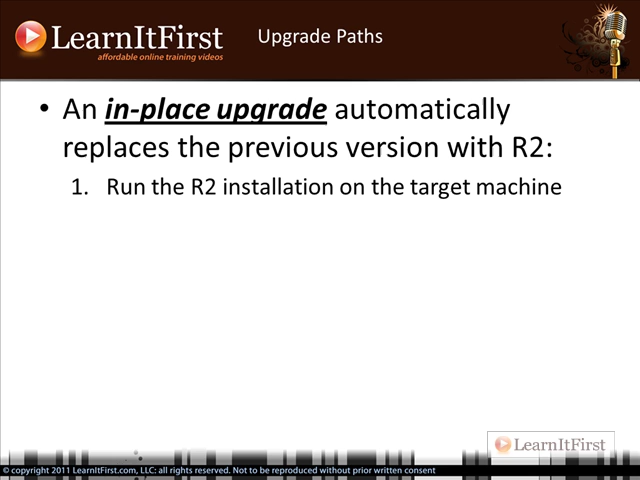 LearnItFirst
affordable online training videos
Upgrade Paths
• An in-place upgrade automatically
replaces the previous version with R2:
1. Run the R2 installation on the target machine
LearnItFirst
© copyright 2011 LearnItFirst.com, LLC: all rights reserved. Not to be reproduced without prior written consent